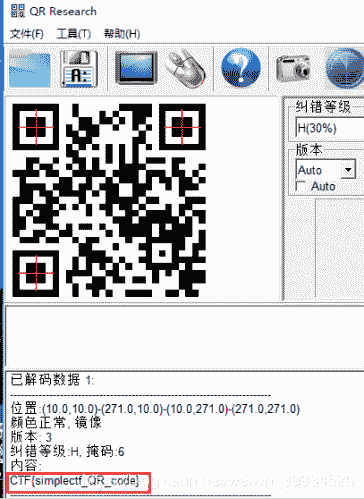 QR Research
文件(F) 工具(T) 帮助(H)
纠错等级
H(30%)
版本
Auto
Auto
已解码数据 1:
位置:(10.0,10.0)-(271.0,10.0)-(10.0,271.0)-(271.0,271.0)
颜色正常, 镜像
版本: 3
纠错等级:H, 掩码:6
内容:
CTF{simplectf_QR_code}